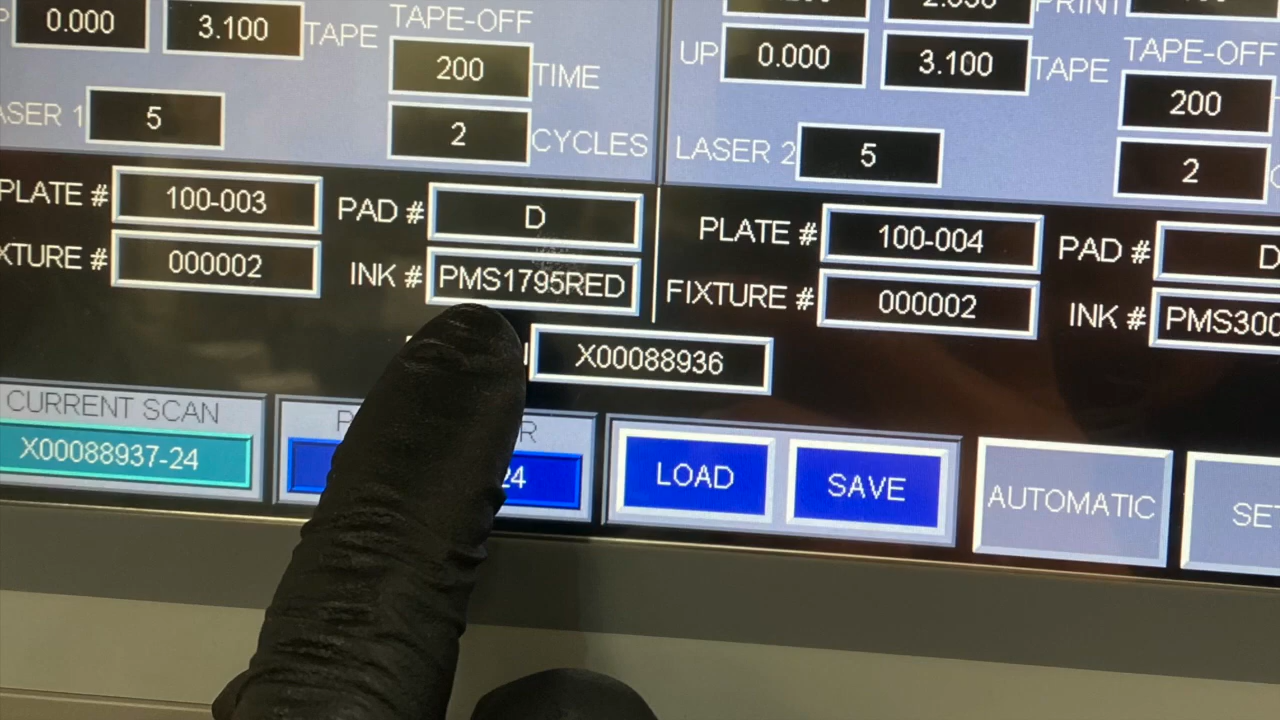 0.000 3.100 TAPE TAPE-OFF
200 TIME
ASER 1 5 2 CYCLES
PLATE # 100-003 PAD # D
XTURE # 000002 INK # PMS1795RED
UP 0.000 3.100 TAPE TAPE-OFF
200
LASER 2 5 2
PLATE # 100-004 PAD # D
FIXTURE # 000002 INK # PMS300
X00088936
CURRENT SCAN
X00088937-24
24
LOAD SAVE AUTOMATIC SET